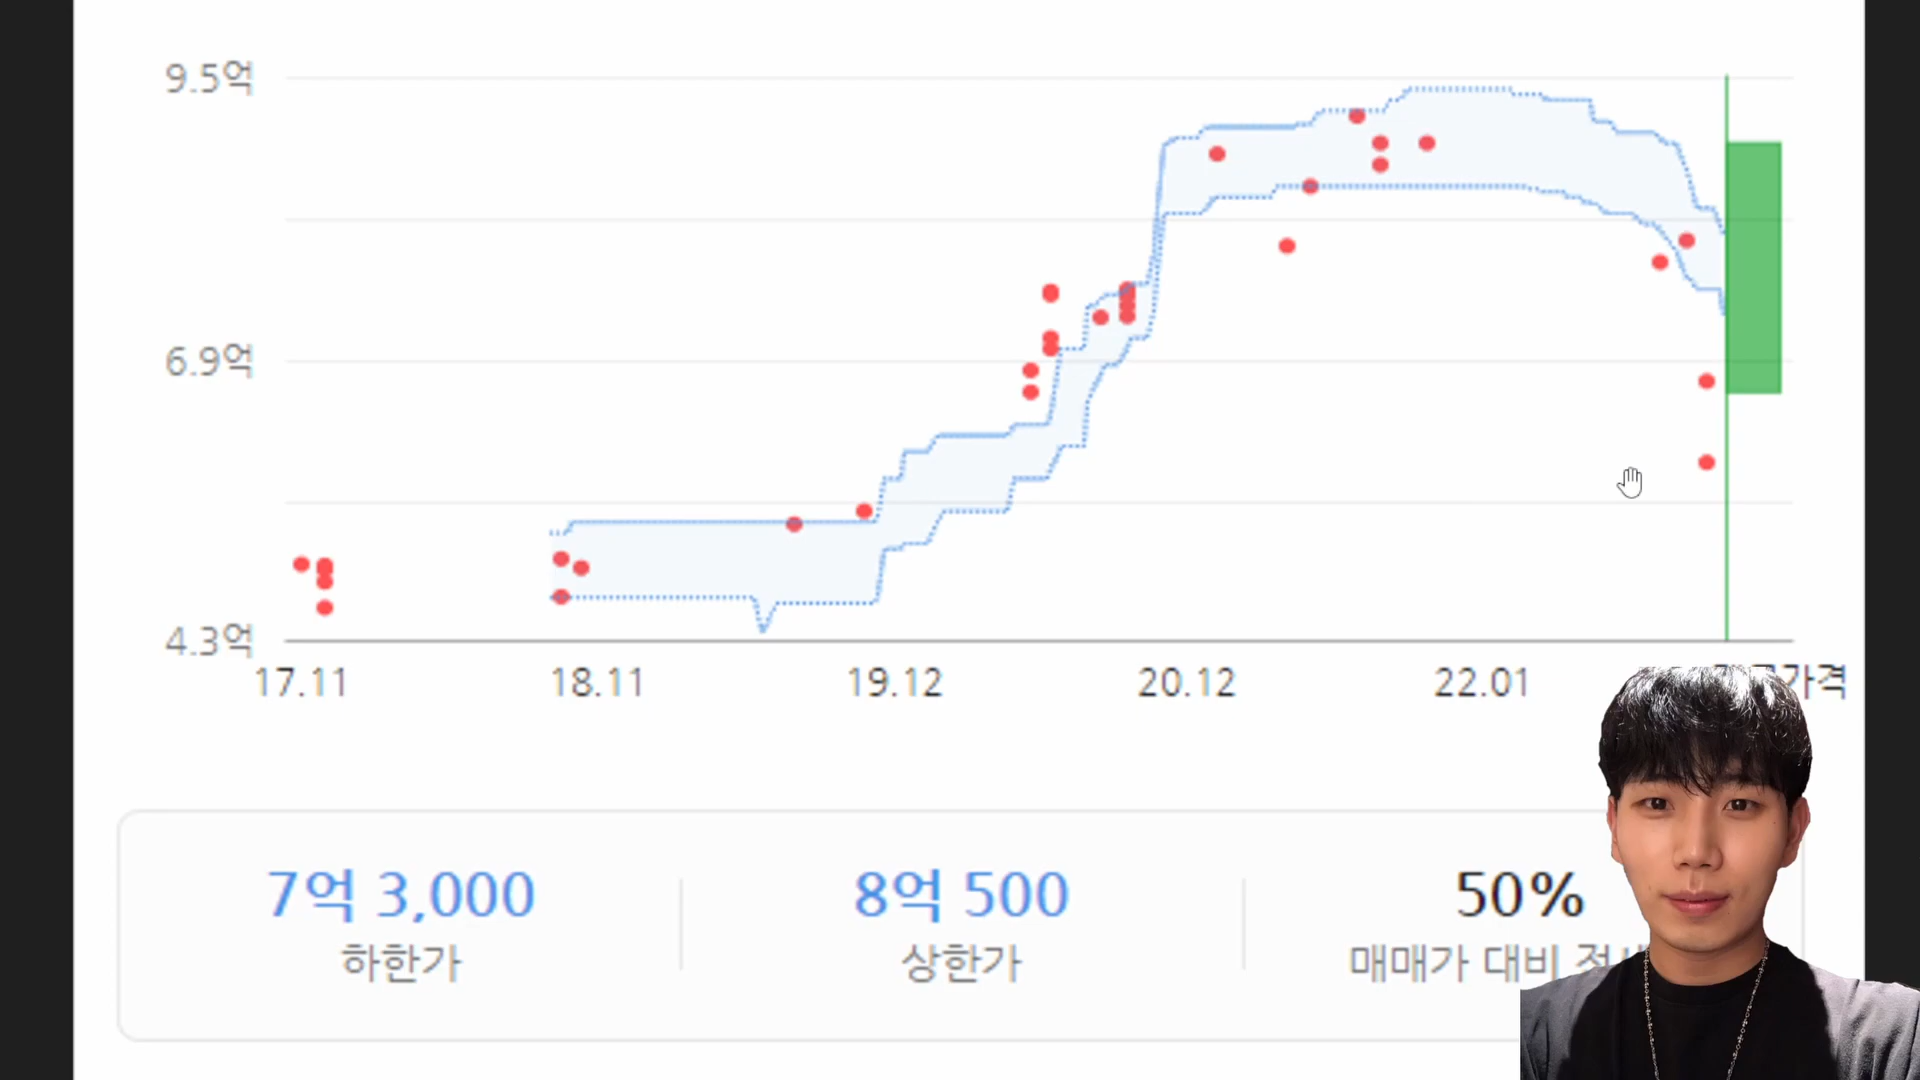 9.5억
6.9억
4.3억
17.11 18.11 19.12 20.12 22.01 가격
7억 3,000 8억 500 50%
하한가 상한가 매매가 대비